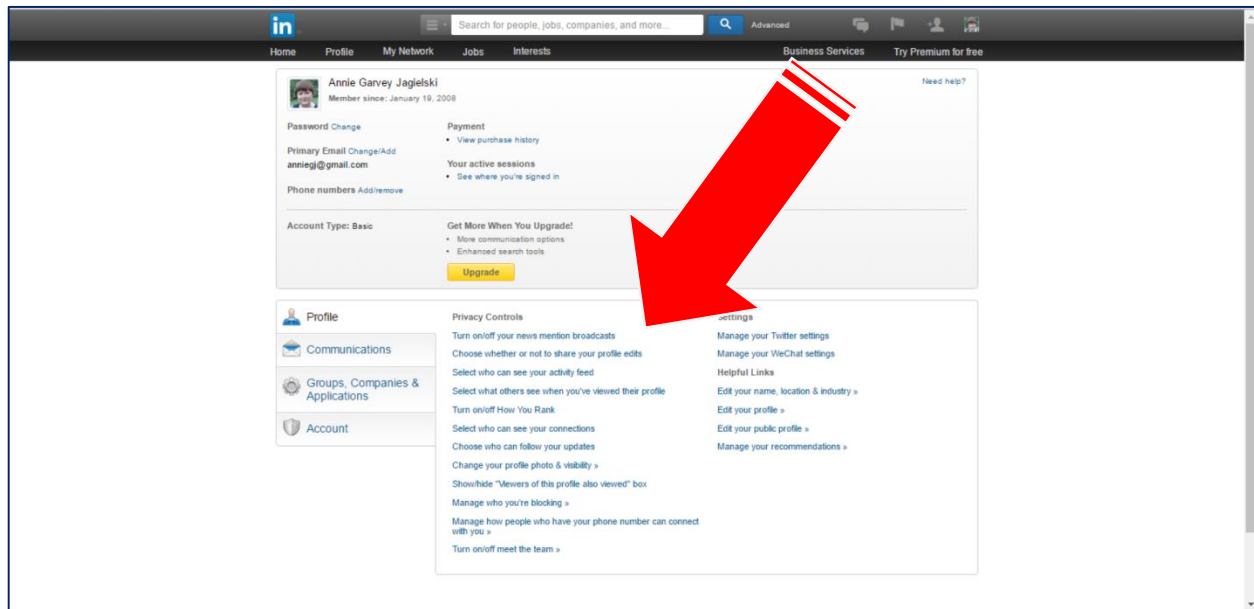 in
Search for people, jobs, companies, and more...
Advanced
Home Profile My Network Jobs Interests Business Services Try Premium for free
Annie Garvey Jagielski
Member since: January 19, 2008
Need help?
Password Change
Primary Email Change/Add
anniegj@gmail.com
Phone numbers Add/remove
Payment
• View purchase history
Your active sessions
• See where you're signed in
Account Type: Basic
Get More When You Upgrade!
• More communication options
• Enhanced search tools
Upgrade
Profile
Communications
Groups, Companies &
Applications
Account
Privacy Controls
Turn on/off your news mention broadcasts
Choose whether or not to share your profile edits
Select who can see your activity feed
Select what others see when you've viewed their profile
Turn on/off How You Rank
Select who can see your connections
Choose who can follow your updates
Change your profile photo & visibility »
Show/hide "Viewers of this profile also viewed" box
Manage who you're blocking »
Manage how people who have your phone number can connect
with you »
Turn on/off meet the team »
Settings
Manage your Twitter settings
Manage your WeChat settings
Helpful Links
Edit your name, location & industry »
Edit your profile »
Edit your public profile »
Manage your recommendations »